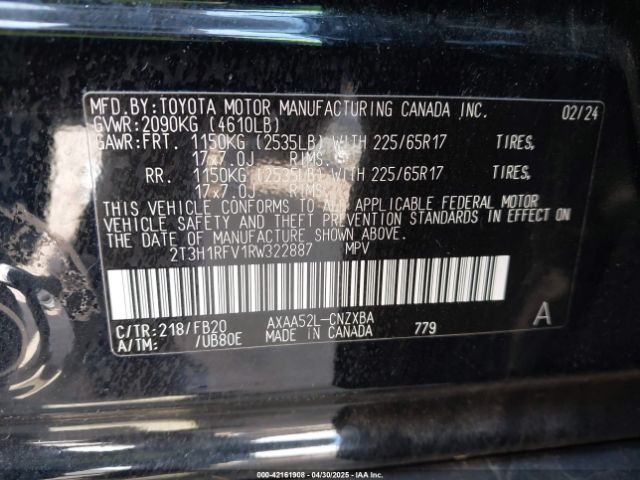 MFD.BY:TOYOTA MOTOR MANUFACTURING CANADA INC. 02/24
GVWR:2090KG (4610LB)
GAWR:FRT. 1150KG (2535LB) WITH 225/65R17 TIRES,
17x7.0J RIMS
RR. 1150KG (2535LB) WITH 225/65R17 TIRES,
17x7.0J RIMS
THIS VEHICLE CONFORMS TO ALL APPLICABLE FEDERAL MOTOR
VEHICLE SAFETY AND THEFT PREVENTION STANDARDS IN EFFECT ON
THE DATE OF MANUFACTURE SHOWN ABOVE.
2T3H1RFV1RW322887 MPV
C/TR:218/FB20 AXAA52L-CNZXBA A
A/TM: /UB80E MADE IN CANADA 779
000-42161908 - 04/30/2025 - IAA Inc.